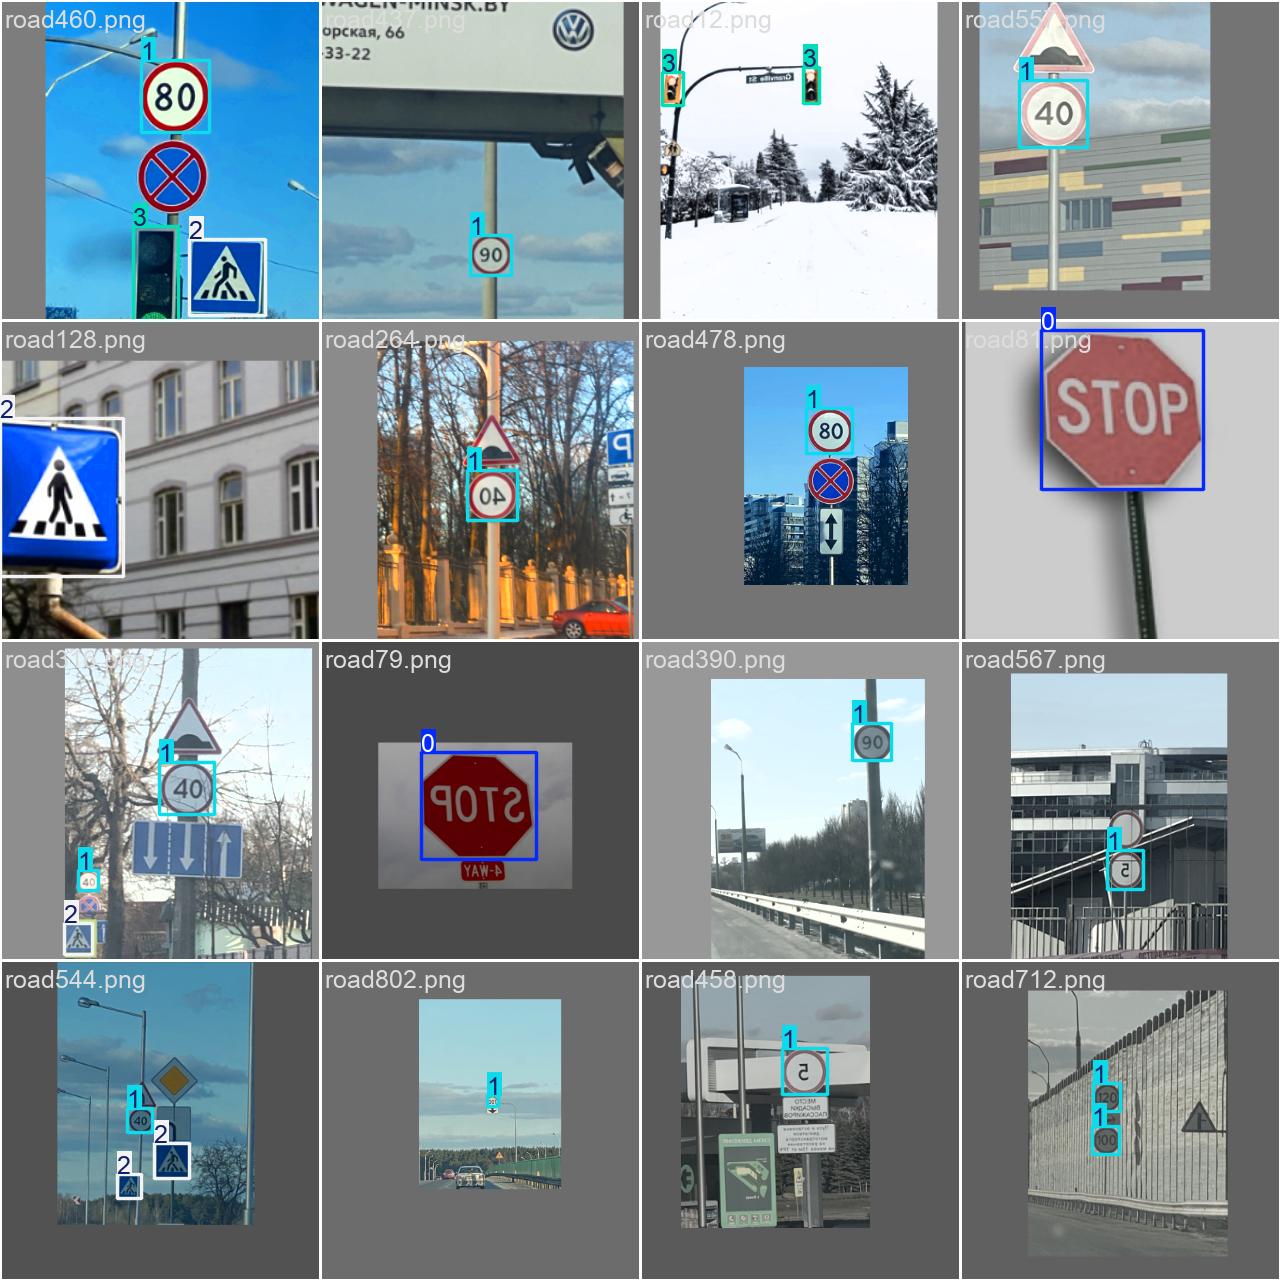 road460.png
1
80
3
2
road437.png
WAGEN-MINSK.BY
орская, 66
-33-22
1
90
road12.png
3
3
Granville St
road557.png
1
40
road128.png
2
road264.png
1
40
P
road478.png
1
80
road81.png
0
STOP
1
40
1
40
2
road79.png
0
STOP
4-WAY
road390.png
1
90
road567.png
1
5
road544.png
1
40
2
2
road802.png
1
road458.png
1
5
МЕСТО
ВЫСАДКИ
ПАССАЖИРОВ
road712.png
1
120
1
100